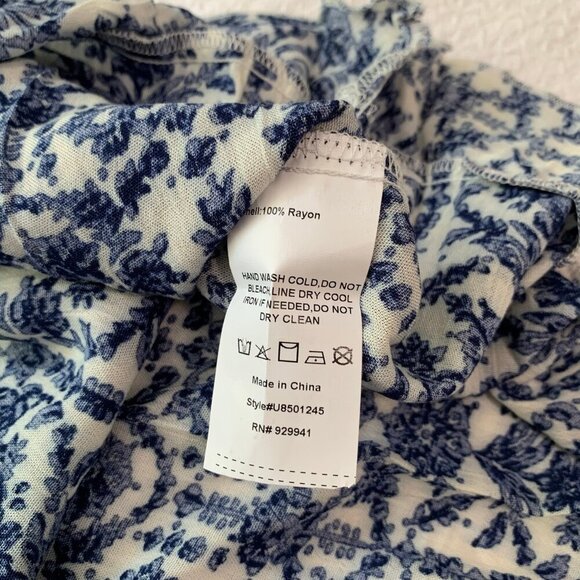 hell:100% Rayon
HAND WASH COLD,DO NOT
BLEACH LINE DRY COOL
IRON IF NEEDED,DO NOT
DRY CLEAN
Made in China
Style#U8501245
RN# 929941